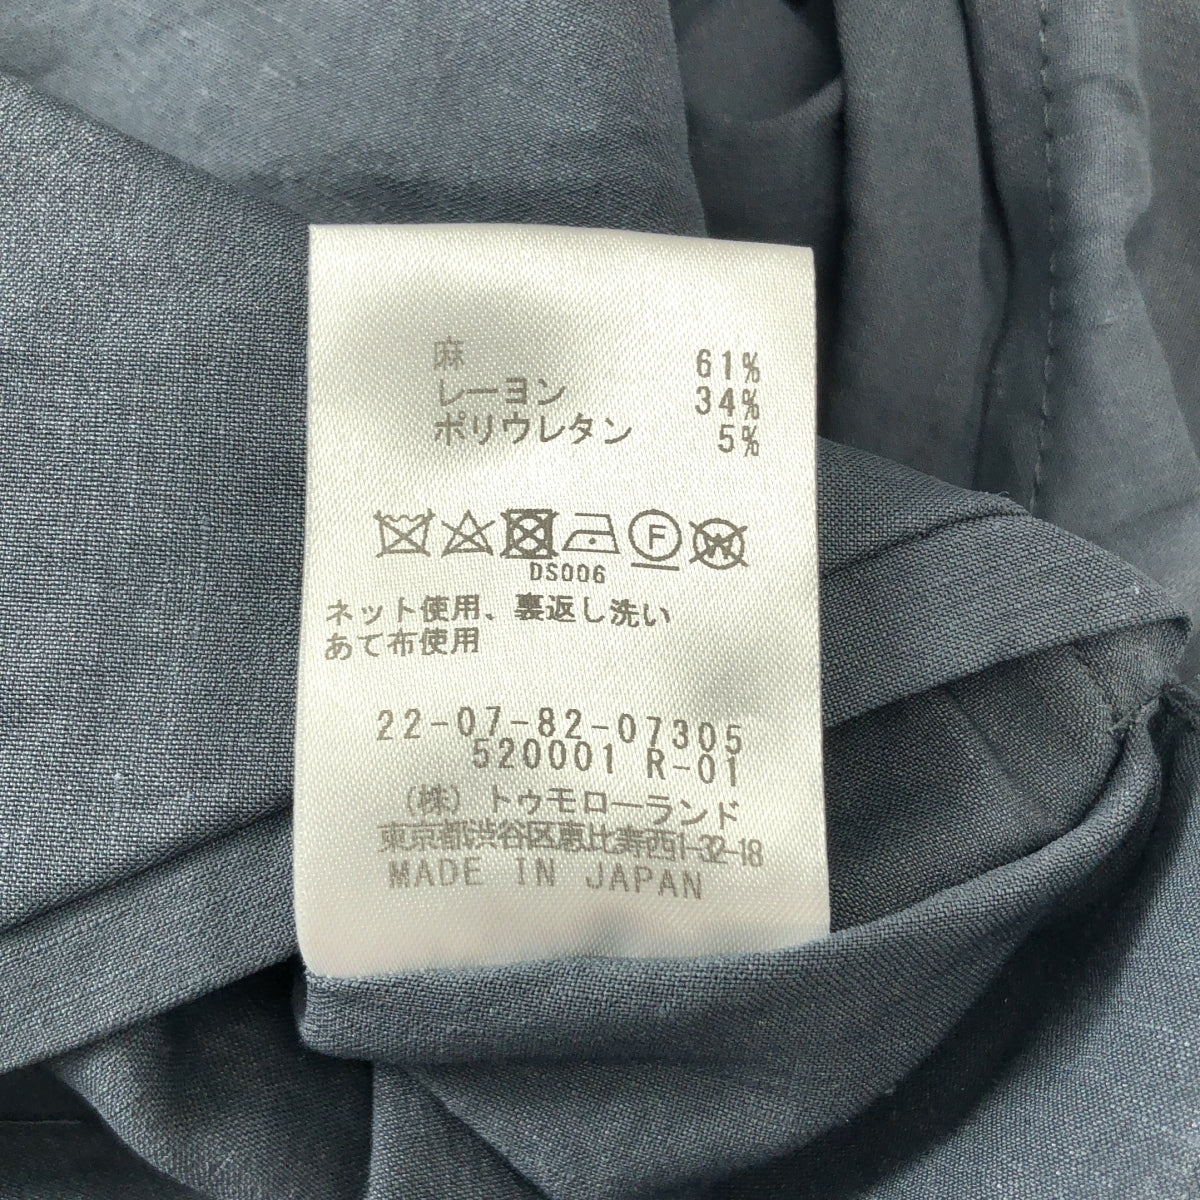 麻 61%
レーヨン 34%
ポリウレタン 5%
F W
DS006
ネット使用、裏返し洗い
あて布使用
22-07-82-07305
520001 R-01
(株)トゥモローランド
東京都渋谷区恵比寿西1-32-18
MADE IN JAPAN